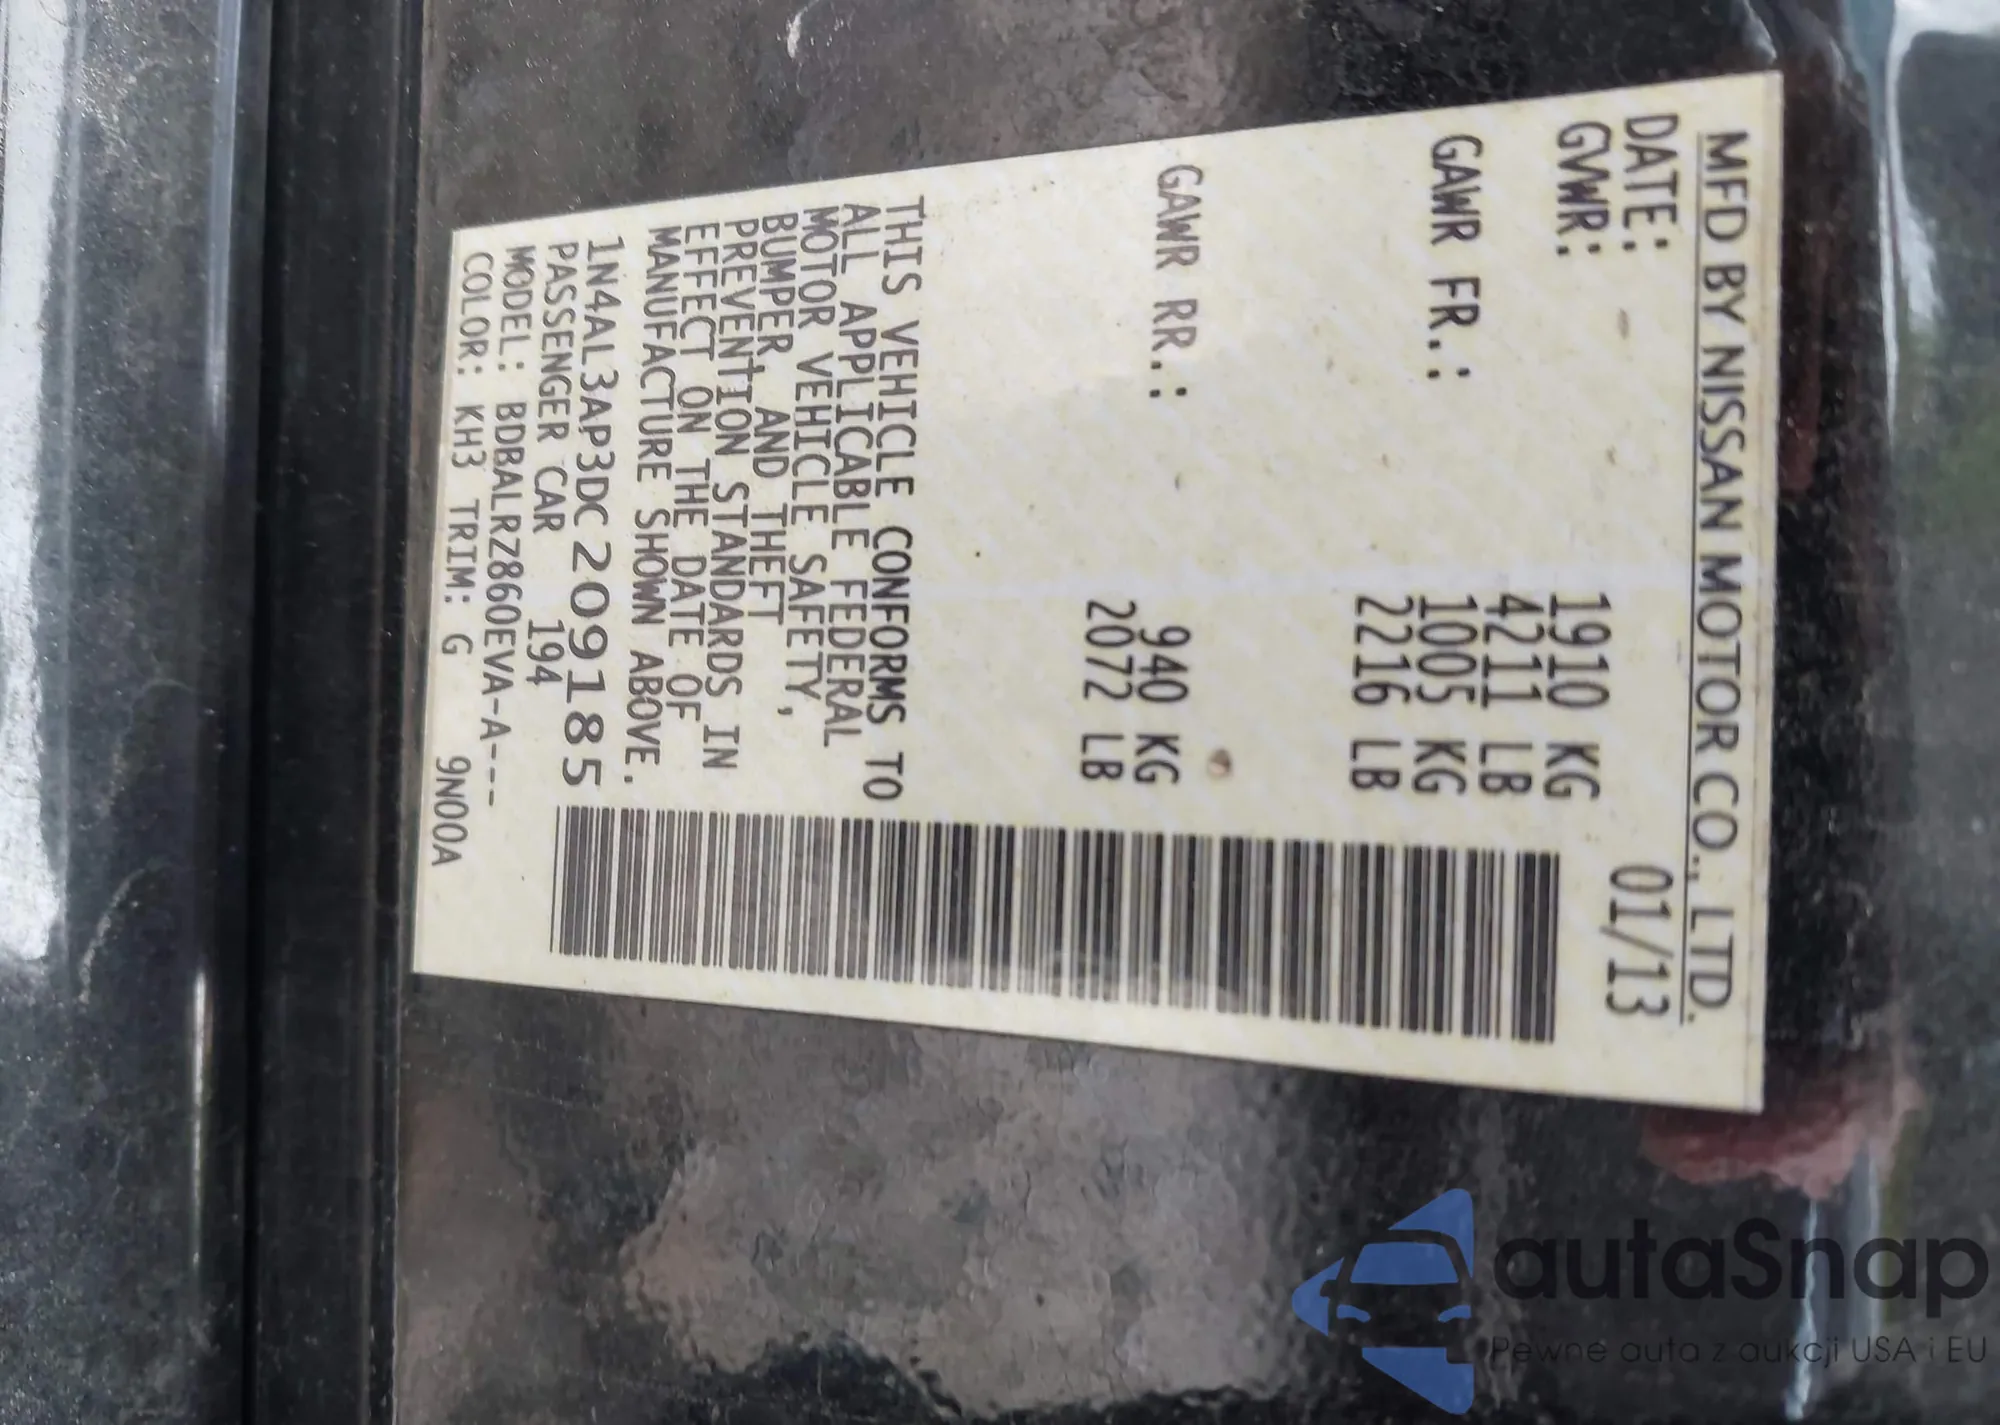 MFD BY NISSAN MOTOR CO., LTD.
DATE: 01/13
GVWR: 1910 KG
4211 LB
GAWR FR.: 1005 KG
2216 LB
GAWR RR.: 940 KG
2072 LB
THIS VEHICLE CONFORMS TO
ALL APPLICABLE FEDERAL
MOTOR VEHICLE SAFETY,
BUMPER, AND THEFT
PREVENTION STANDARDS IN
EFFECT ON THE DATE OF
MANUFACTURE SHOWN ABOVE.
1N4AL3AP3DC209185
PASSENGER CAR 194
MODEL: BDBALRZ860EVA-A---
COLOR: KH3 TRIM: G 9N00A
autaSnap
Pewne auta z aukcji USA i EU